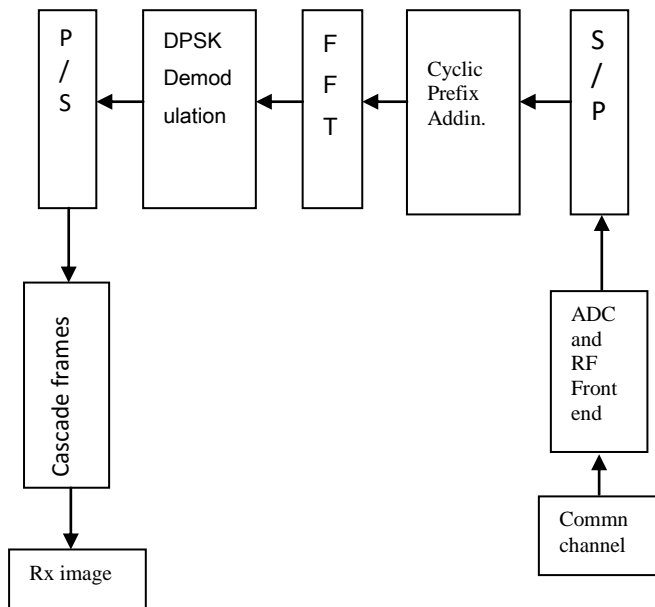 P
/
S
DPSK
Demod
ulation
F
F
T
Cyclic
Prefix
Addin.
S
/
P
Cascade frames
ADC
and
RF
Front
end
Rx image
Commn
channel